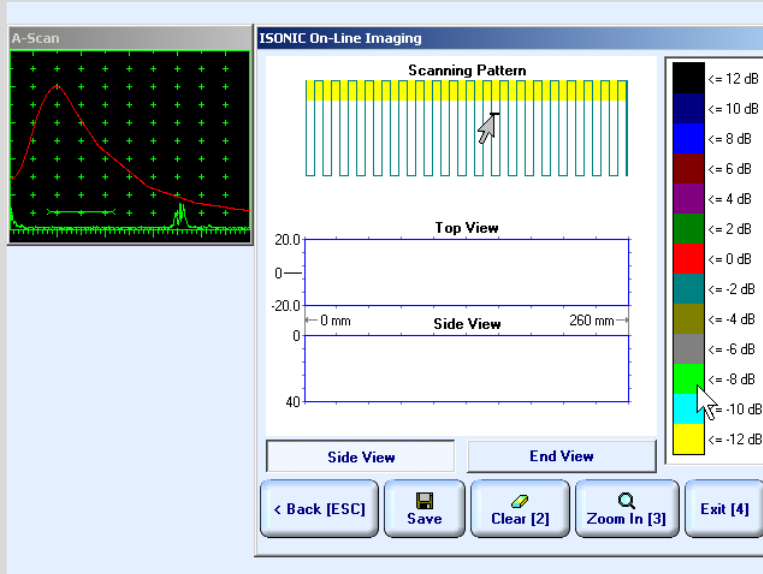 A-Scan
ISONIC On-Line Imaging
Scanning Pattern
Top View
20.0
0
-20.0
0 mm
Side View
260 mm
0
40
<= 12 dB
<= 10 dB
<= 8 dB
<= 6 dB
<= 4 dB
<= 2 dB
<= 0 dB
<= -2 dB
<= -4 dB
<= -6 dB
<= -8 dB
<= -10 dB
<= -12 dB
Side View
End View
< Back [ESC]
Save
Clear [2]
Zoom In [3]
Exit [4]